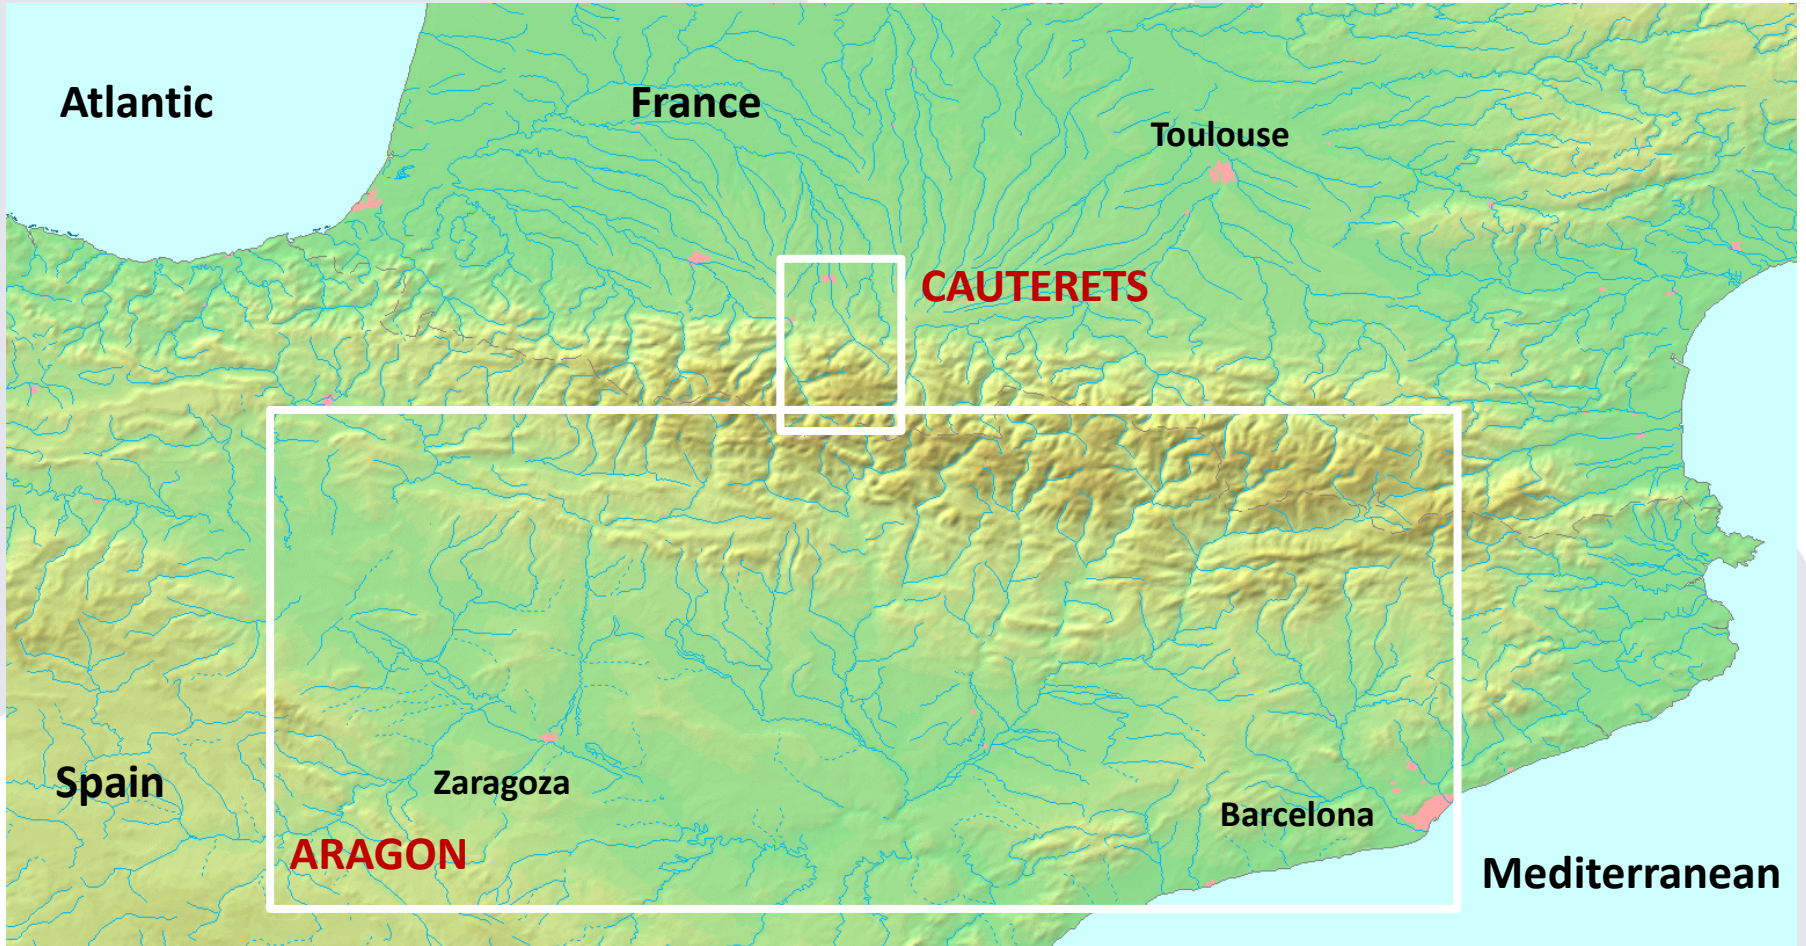 Atlantic
France
Toulouse
CAUTERETS
Spain
Zaragoza
Barcelona
ARAGON
Mediterranean